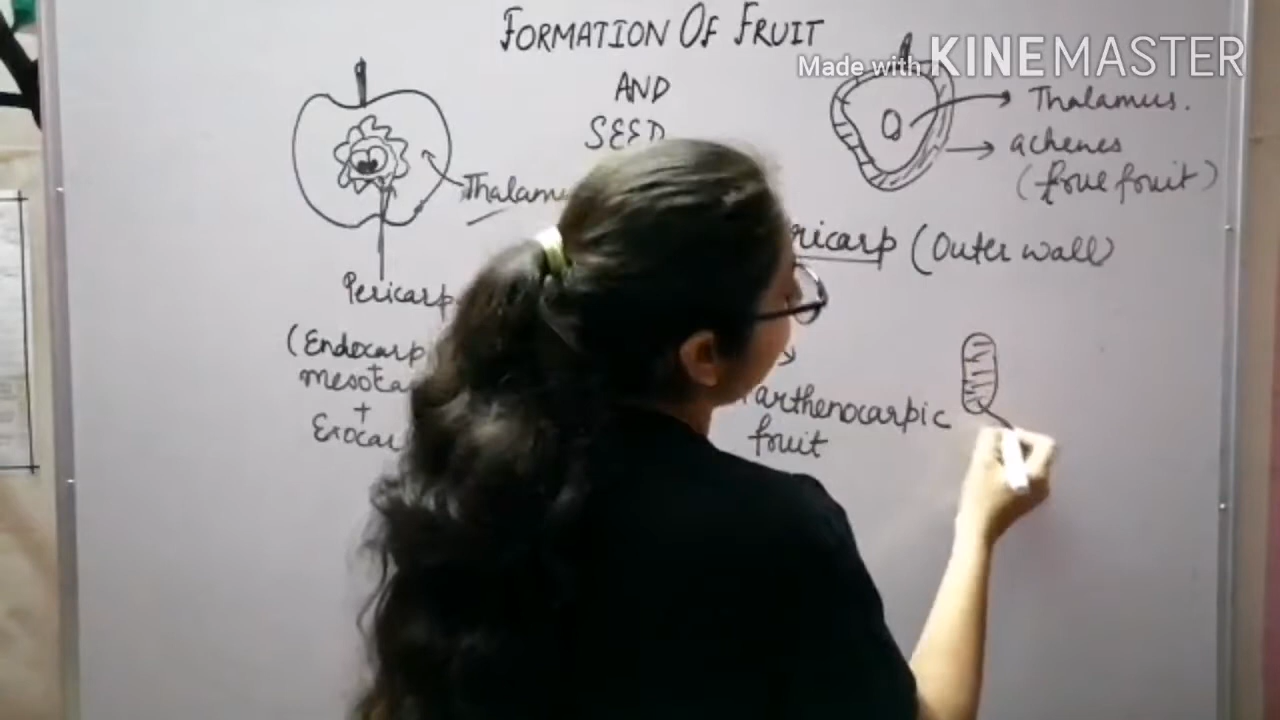 FORMATION OF FRUIT
AND
SEED
Made with KINEMASTER
Thalamus.
achenes
(true fruit)
Thalamu
Pericarp
ricarp (Outer wall)
(Endocarp
+
mesoca
+
Exocar
arthenocarpic
fruit